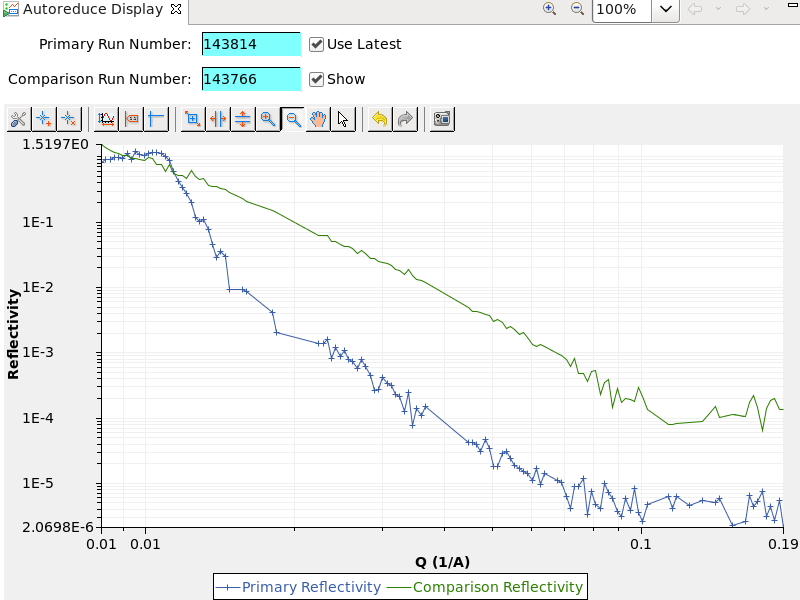 Autoreduce Display
100%
Primary Run Number: 143814 Use Latest
Comparison Run Number: 143766 Show
1.5197E0
1E-1
1E-2
1E-3
1E-4
1E-5
2.0698E-6
Reflectivity
0.01 0.01 0.1 0.19
Q (1/A)
Primary Reflectivity Comparison Reflectivity